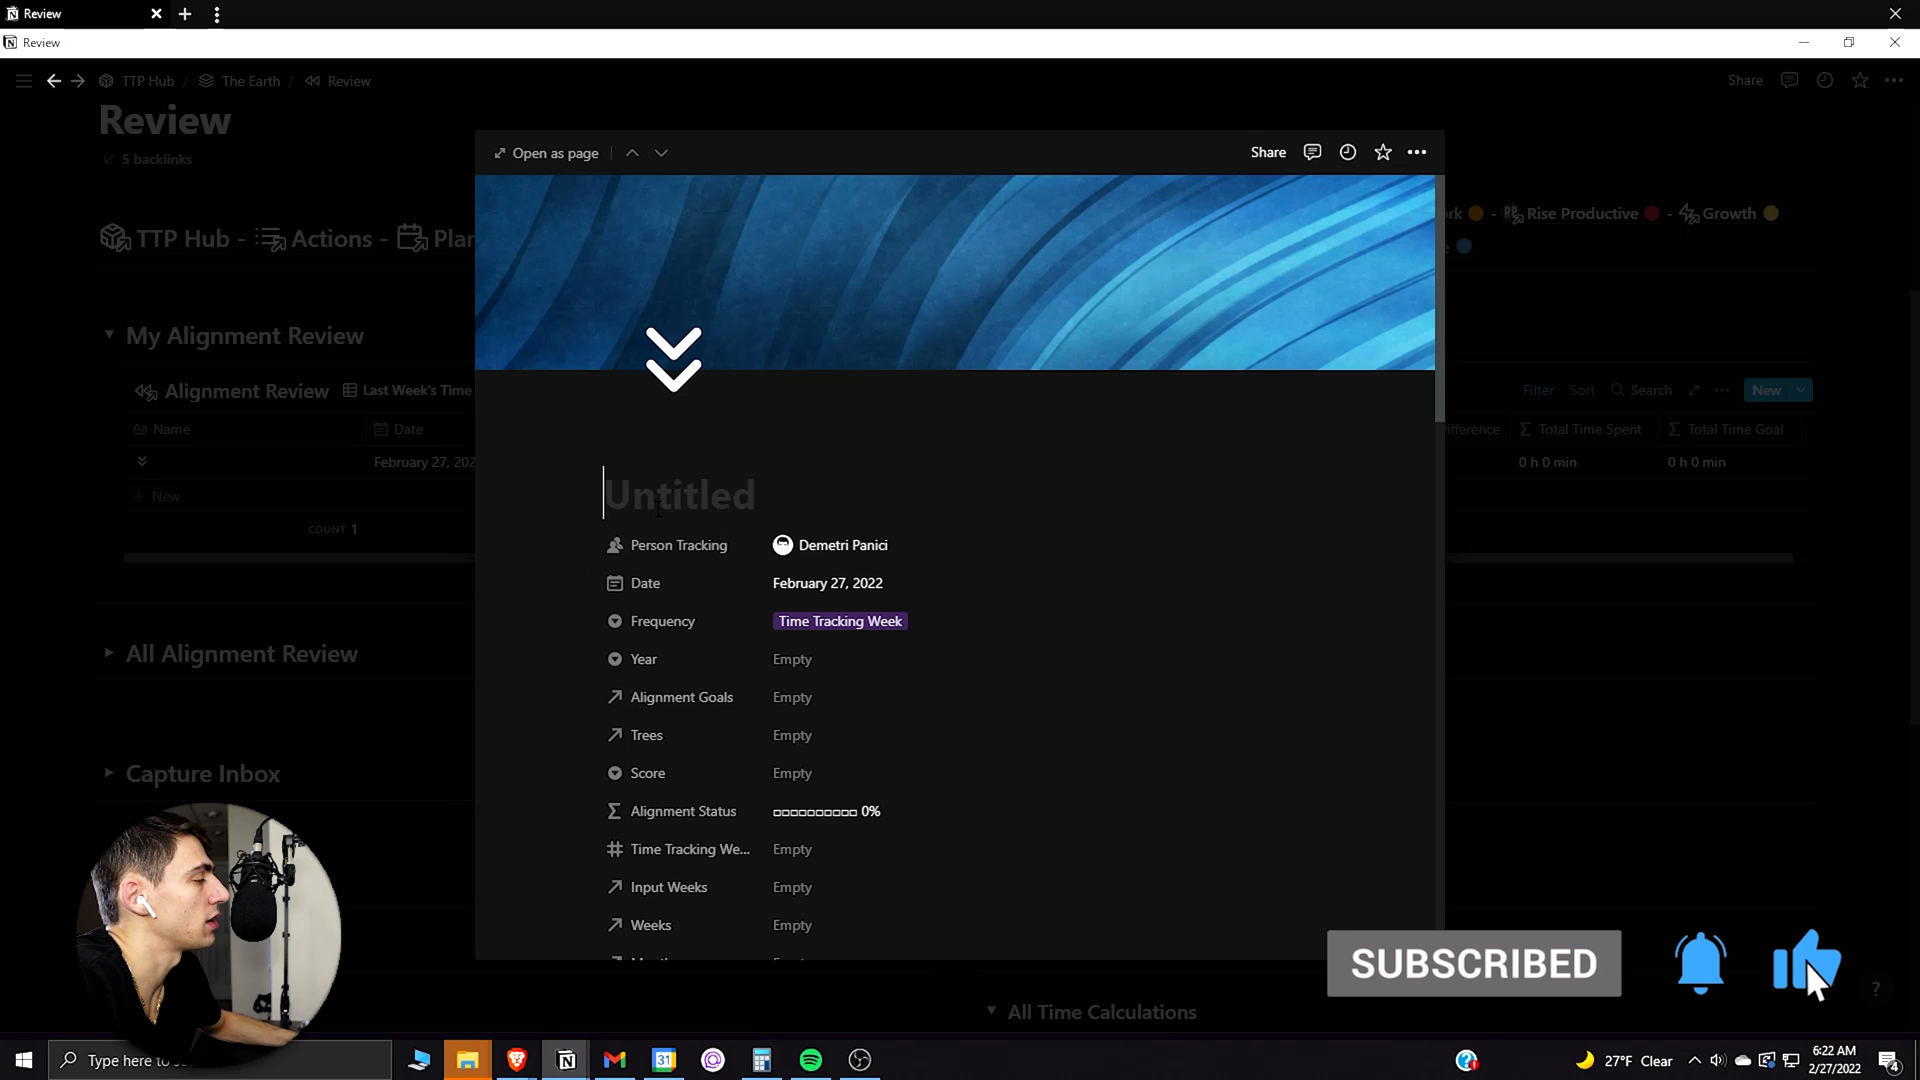 Review
Review
TTP Hub / The Earth / Review
Share
Review
5 backlinks
TTP Hub - Actions - Plan
rk - Rise Productive - Growth
e
My Alignment Review
Alignment Review Last Week's Time
Filter Sort Search New
Aa Name Date
ifference Total Time Spent Total Time Goal
February 27, 202
0 h 0 min 0 h 0 min
+ New
COUNT 1
All Alignment Review
Capture Inbox
Open as page
Share
Untitled
Person Tracking Demetri Panici
Date February 27, 2022
Frequency Time Tracking Week
Year Empty
Alignment Goals Empty
Trees Empty
Score Empty
Alignment Status 0%
Time Tracking We... Empty
Input Weeks Empty
Weeks Empty
SUBSCRIBED
?
All Time Calculations
Type here to
31
27°F Clear
6:22 AM
2/27/2022
4